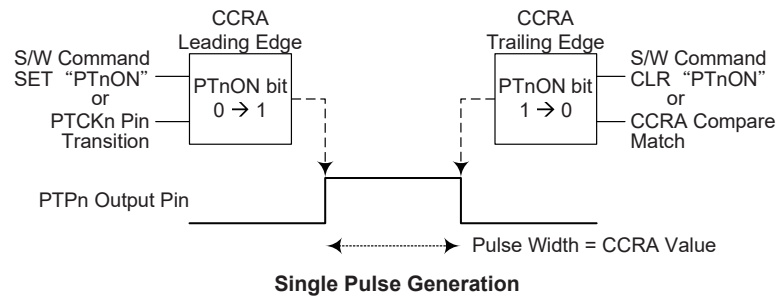 CCRA
Leading Edge
S/W Command
SET “PTnON”
or
PTCKn Pin
Transition
PTnON bit
0 → 1
CCRA
Trailing Edge
PTnON bit
1 → 0
S/W Command
CLR “PTnON”
or
CCRA Compare
Match
PTPn Output Pin
Pulse Width = CCRA Value
Single Pulse Generation